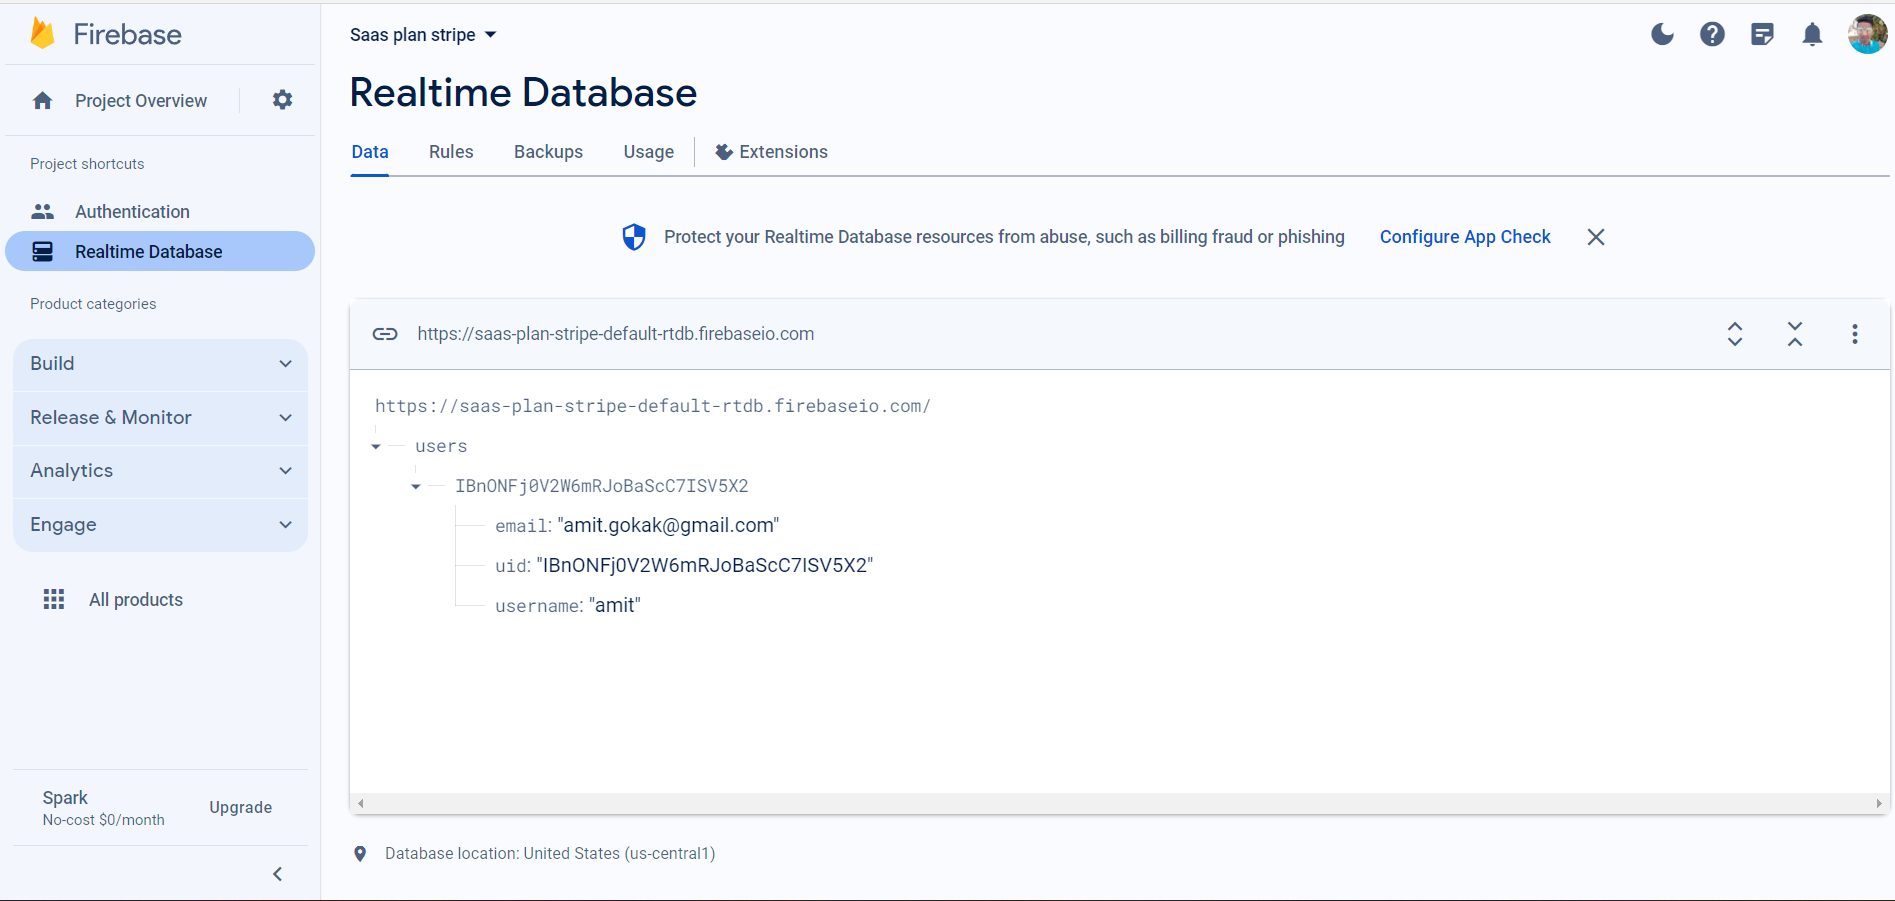 Firebase
Project Overview
Project shortcuts
Authentication
Realtime Database
Product categories
Build
Release & Monitor
Analytics
Engage
All products
Spark
No-cost $0/month
Upgrade
Saas plan stripe
Realtime Database
Data Rules Backups Usage Extensions
Protect your Realtime Database resources from abuse, such as billing fraud or phishing Configure App Check
https://saas-plan-stripe-default-rtdb.firebaseio.com
https://saas-plan-stripe-default-rtdb.firebaseio.com/
users
IBnONFj0V2W6mRJoBaScC7ISV5X2
email: "amit.gokak@gmail.com"
uid: "IBnONFj0V2W6mRJoBaScC7ISV5X2"
username: "amit"
Database location: United States (us-central1)